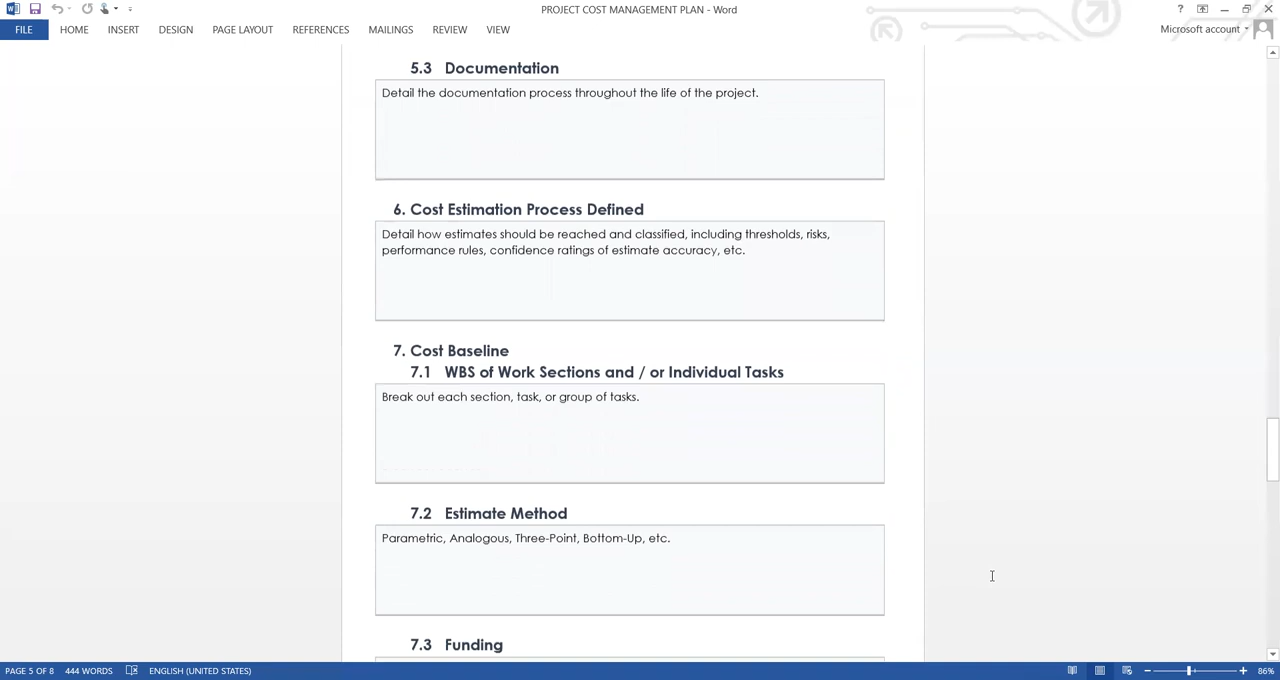 PROJECT COST MANAGEMENT PLAN - Word
?
FILE HOME INSERT DESIGN PAGE LAYOUT REFERENCES MAILINGS REVIEW VIEW Microsoft account
5.3 Documentation
Detail the documentation process throughout the life of the project.
6. Cost Estimation Process Defined
Detail how estimates should be reached and classified, including thresholds, risks,
performance rules, confidence ratings of estimate accuracy, etc.
7. Cost Baseline
7.1 WBS of Work Sections and / or Individual Tasks
Break out each section, task, or group of tasks.
7.2 Estimate Method
Parametric, Analogous, Three-Point, Bottom-Up, etc.
7.3 Funding
PAGE 5 OF 8 444 WORDS ENGLISH (UNITED STATES) 86%